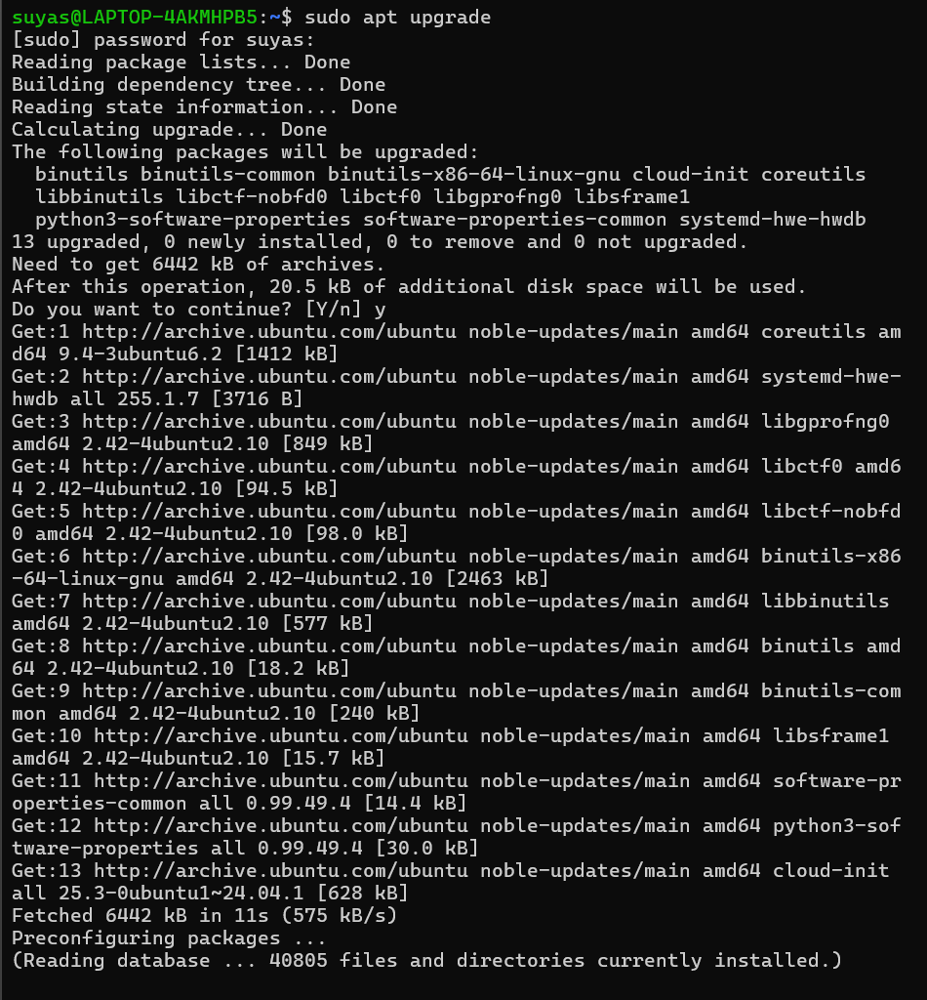 suyas@LAPTOP-4AKMHPB5:~$ sudo apt upgrade
[sudo] password for suyas:
Reading package lists... Done
Building dependency tree... Done
Reading state information... Done
Calculating upgrade... Done
The following packages will be upgraded:
  binutils binutils-common binutils-x86-64-linux-gnu cloud-init coreutils
  libbinutils libctf-nobfd0 libctf0 libgprofng0 libsframe1
  python3-software-properties software-properties-common systemd-hwe-hwdb
13 upgraded, 0 newly installed, 0 to remove and 0 not upgraded.
Need to get 6442 kB of archives.
After this operation, 20.5 kB of additional disk space will be used.
Do you want to continue? [Y/n] y
Get:1 http://archive.ubuntu.com/ubuntu noble-updates/main amd64 coreutils am
d64 9.4-3ubuntu6.2 [1412 kB]
Get:2 http://archive.ubuntu.com/ubuntu noble-updates/main amd64 systemd-hwe-
hwdb all 255.1.7 [3716 B]
Get:3 http://archive.ubuntu.com/ubuntu noble-updates/main amd64 libgprofng0
amd64 2.42-4ubuntu2.10 [849 kB]
Get:4 http://archive.ubuntu.com/ubuntu noble-updates/main amd64 libctf0 amd6
4 2.42-4ubuntu2.10 [94.5 kB]
Get:5 http://archive.ubuntu.com/ubuntu noble-updates/main amd64 libctf-nobfd
0 amd64 2.42-4ubuntu2.10 [98.0 kB]
Get:6 http://archive.ubuntu.com/ubuntu noble-updates/main amd64 binutils-x86
-64-linux-gnu amd64 2.42-4ubuntu2.10 [2463 kB]
Get:7 http://archive.ubuntu.com/ubuntu noble-updates/main amd64 libbinutils
amd64 2.42-4ubuntu2.10 [577 kB]
Get:8 http://archive.ubuntu.com/ubuntu noble-updates/main amd64 binutils amd
64 2.42-4ubuntu2.10 [18.2 kB]
Get:9 http://archive.ubuntu.com/ubuntu noble-updates/main amd64 binutils-com
mon amd64 2.42-4ubuntu2.10 [240 kB]
Get:10 http://archive.ubuntu.com/ubuntu noble-updates/main amd64 libsframe1
amd64 2.42-4ubuntu2.10 [15.7 kB]
Get:11 http://archive.ubuntu.com/ubuntu noble-updates/main amd64 software-pr
operties-common all 0.99.49.4 [14.4 kB]
Get:12 http://archive.ubuntu.com/ubuntu noble-updates/main amd64 python3-sof
tware-properties all 0.99.49.4 [30.0 kB]
Get:13 http://archive.ubuntu.com/ubuntu noble-updates/main amd64 cloud-init
all 25.3-0ubuntu1~24.04.1 [628 kB]
Fetched 6442 kB in 11s (575 kB/s)
Preconfiguring packages ...
(Reading database ... 40805 files and directories currently installed.)